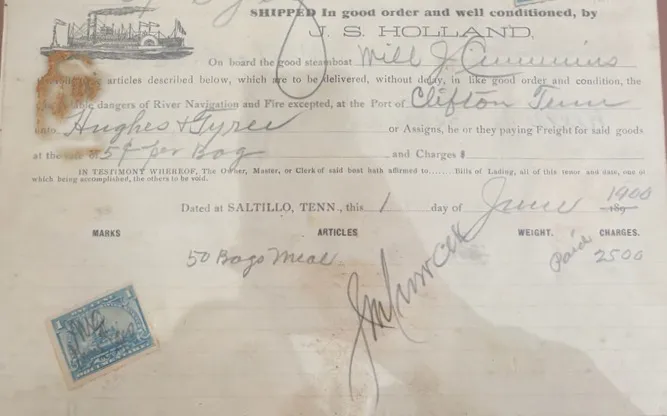 SHIPPED In good order and well conditioned, by
J. S. HOLLAND,
On board the good steamboat Will J. Cummins
articles described below, which are to be delivered, without delay, in like good order and condition, the
dangers of River Navigation and Fire excepted, at the Port of Clifton Tenn
unto Hughes & Tyree or Assigns, he or they paying Freight for said goods
at the rate of 5¢ per Bag and Charges $
IN TESTIMONY WHEREOF, The Owner, Master, or Clerk of said boat hath affirmed to...... Bills of Lading, all of this tenor and date, one of
which being accomplished, the others to be void.
Dated at SALTILLO, TENN., this 1 day of June 1900 189
MARKS ARTICLES WEIGHT. CHARGES.
50 Bags Meal Paid 2500
1 1